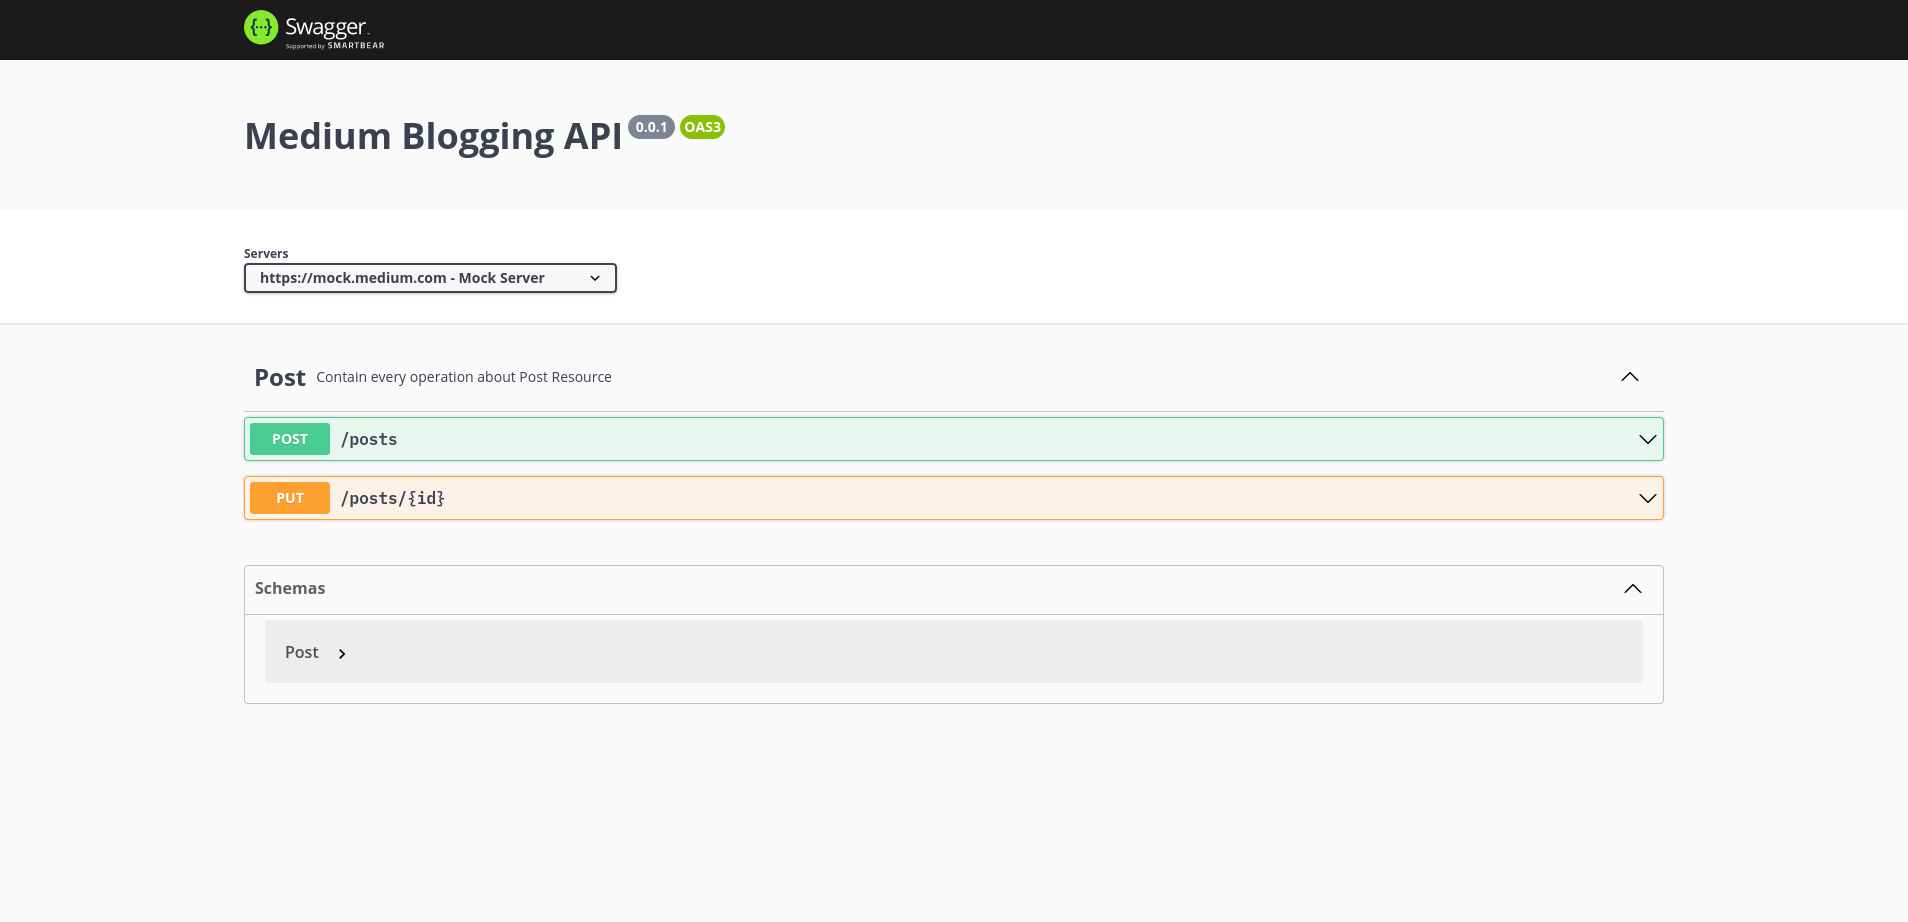 {···} Swagger
Supported by SMARTBEAR
Medium Blogging API 0.0.1 OAS3
Servers
https://mock.medium.com - Mock Server
Post Contain every operation about Post Resource
POST /posts
PUT /posts/{id}
Schemas
Post